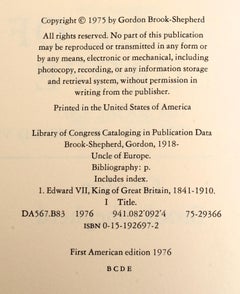 Copyright © 1975 by Gordon Brook-Shepherd
All rights reserved. No part of this publication
may be reproduced or transmitted in any form or
by any means, electronic or mechanical, including
photocopy, recording, or any information storage
and retrieval system, without permission in
writing from the publisher.
Printed in the United States of America
Library of Congress Cataloging in Publication Data
Brook-Shepherd, Gordon, 1918-
Uncle of Europe.
Bibliography: p.
Includes index.
1. Edward VII, King of Great Britain, 1841-1910.
I Title.
DA567.B83 1976 941.082'092'4 75-29366
ISBN 0-15-192697-2
First American edition 1976
B C D E